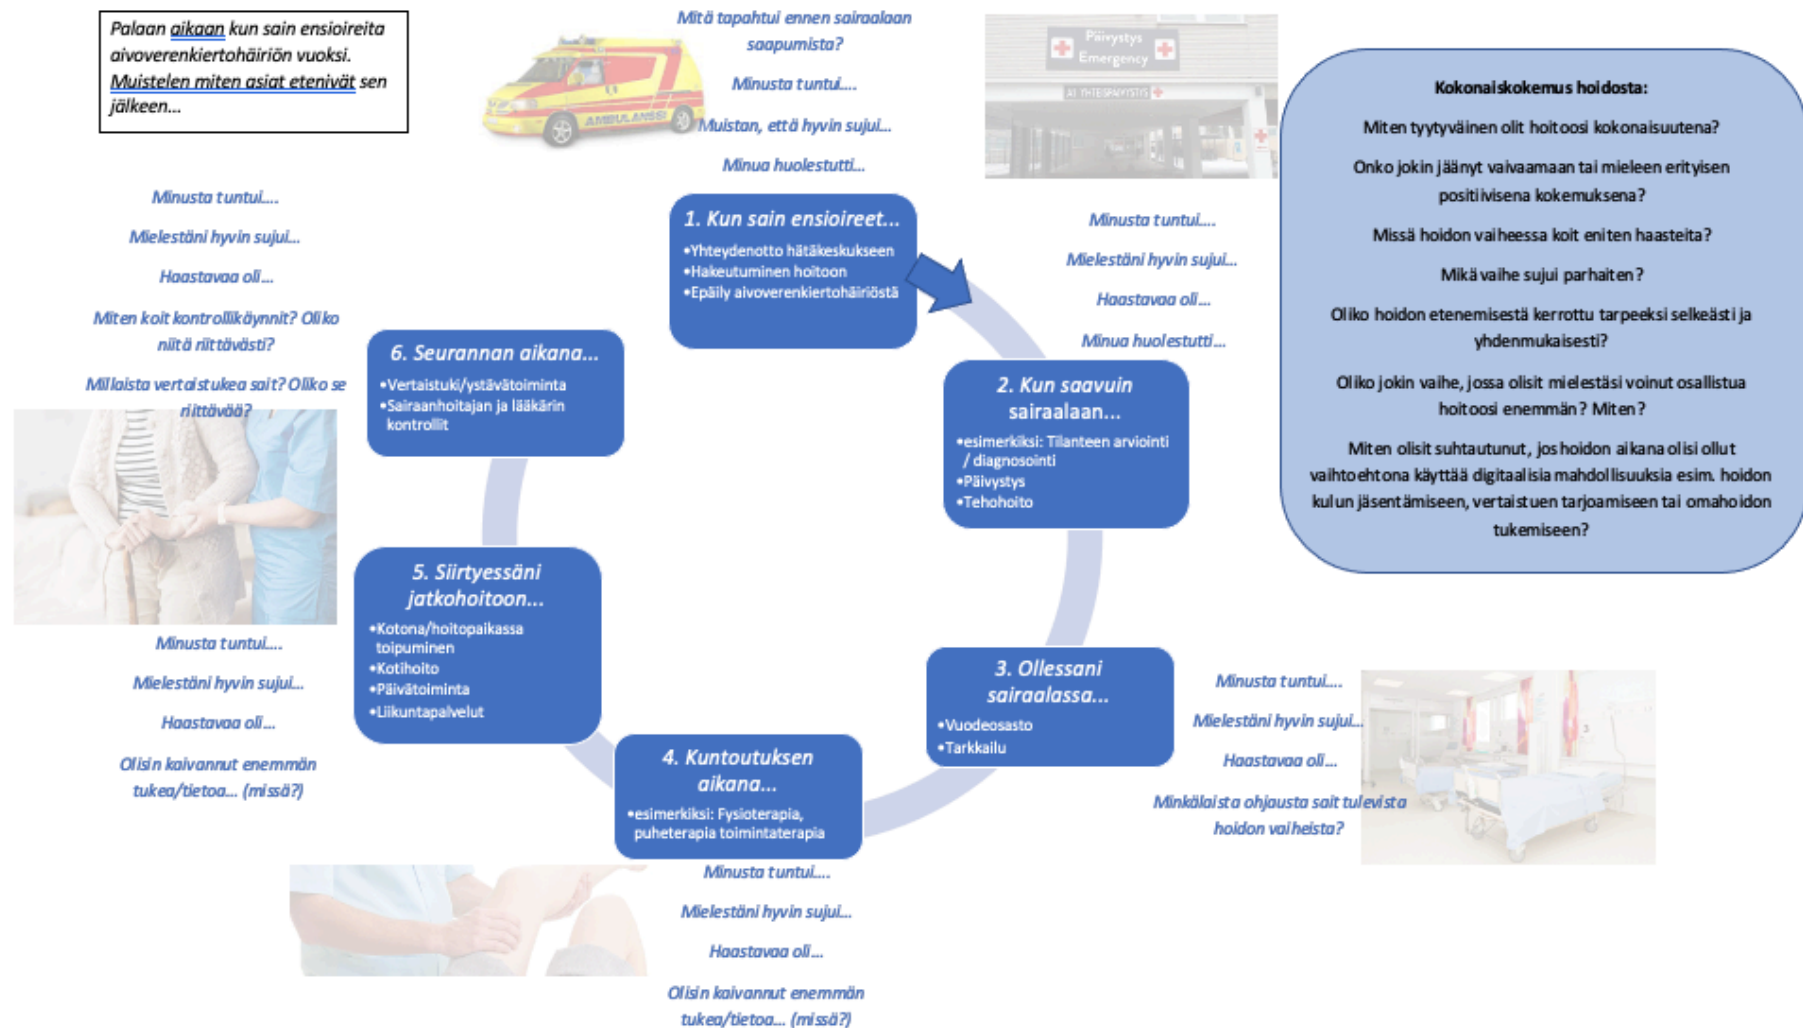 Palaan aikaan kun sain ensioireita
aivoverenkiertohäiriön vuoksi.
Muistelen miten asiat etenivät sen
jälkeen...
Mitä tapahtui ennen sairaalaan
saapumista?
Minusta tuntui....
Muistan, että hyvin sujui...
Minua huolestutti...
AMBULANSSI
Päivystys
Emergency
A1 YHTEISPÄIVYSTYS
1. Kun sain ensioireet...
•Yhteydenotto hätäkeskukseen
•Hakeutuminen hoitoon
•Epäily aivoverenkiertohäiriöstä
Minusta tuntui....
Mielestäni hyvin sujui...
Haastavaa oli...
Minua huolestutti...
2. Kun saavuin
sairaalaan...
•esimerkiksi: Tilanteen arviointi
/ diagnosointi
•Päivystys
•Tehohoito
3. Ollessani
sairaalassa...
•Vuodeosasto
•Tarkkailu
Minusta tuntui....
Mielestäni hyvin sujui...
Haastavaa oli...
Minkälaista ohjausta sait tulevista
hoidon vaiheista?
4. Kuntoutuksen
aikana...
•esimerkiksi: Fysioterapia,
puheterapia toimintaterapia
Minusta tuntui....
Mielestäni hyvin sujui...
Haastavaa oli...
Olisin kaivannut enemmän
tukea/tietoa... (missä?)
5. Siirtyessäni
jatkohoitoon...
•Kotona/hoitopaikassa
toipuminen
•Kotihoito
•Päivätoiminta
•Liikuntapalvelut
Minusta tuntui....
Mielestäni hyvin sujui...
Haastavaa oli...
Olisin kaivannut enemmän
tukea/tietoa... (missä?)
6. Seurannan aikana...
•Vertaistuki/ystävätoiminta
•Sairaanhoitajan ja lääkärin
kontrollit
Minusta tuntui....
Mielestäni hyvin sujui...
Haastavaa oli...
Miten koit kontrollikäynnit? Oliko
niitä riittävästi?
Millaista vertaistukea sait? Oliko se
riittävää?
Kokonaiskokemus hoidosta:
Miten tyytyväinen olit hoitoosi kokonaisuutena?
Onko jokin jäänyt vaivaamaan tai mieleen erityisen
positiivisena kokemuksena?
Missä hoidon vaiheessa koit eniten haasteita?
Mikä vaihe sujui parhaiten?
Oliko hoidon etenemisestä kerrottu tarpeeksi selkeästi ja
yhdenmukaisesti?
Oliko jokin vaihe, jossa olisit mielestäsi voinut osallistua
hoitoosi enemmän? Miten?
Miten olisit suhtautunut, jos hoidon aikana olisi ollut
vaihtoehtona käyttää digitaalisia mahdollisuuksia esim. hoidon
kulun jäsentämiseen, vertaistuen tarjoamiseen tai omahoidon
tukemiseen?